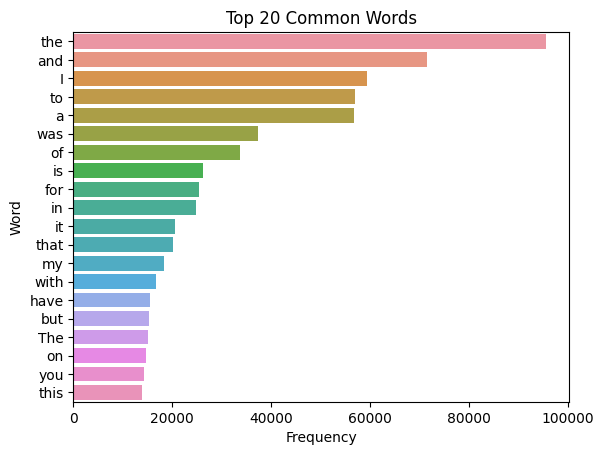 Top 20 Common Words
the
and
I
to
a
was
of
is
for
in
it
that
my
with
have
but
The
on
you
this
Word
0 20000 40000 60000 80000 100000
Frequency